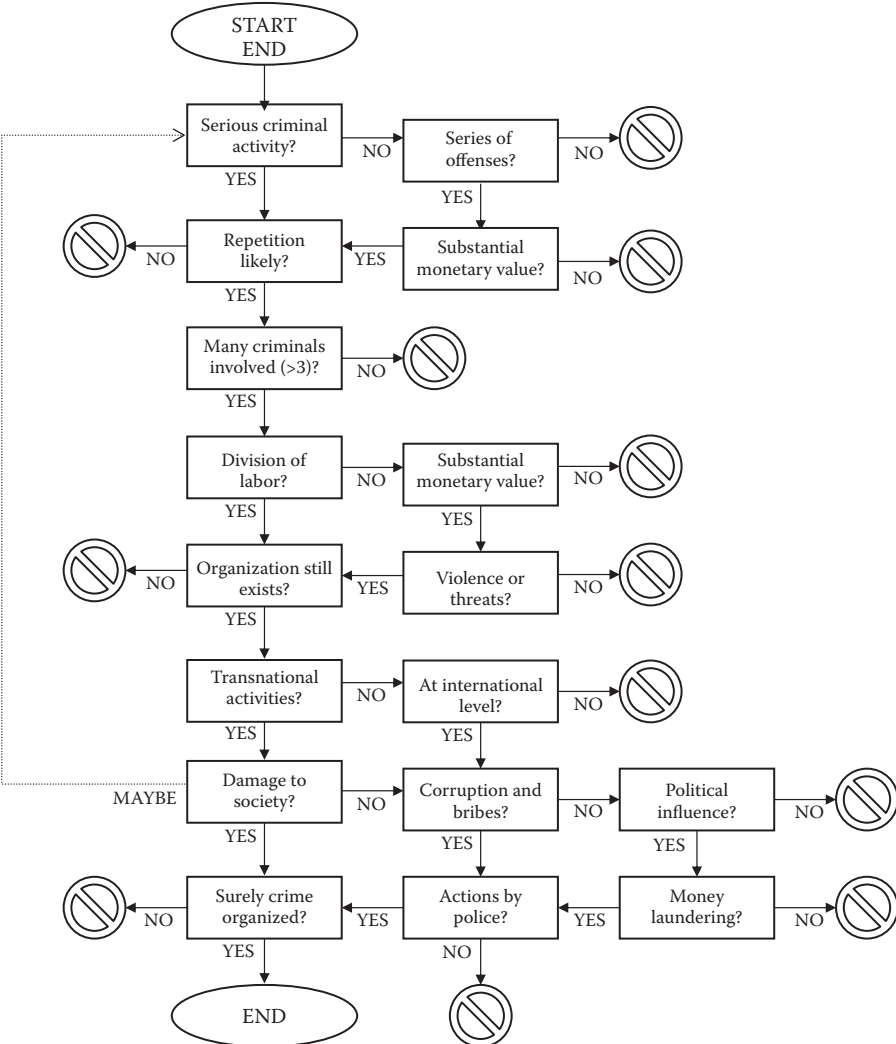 START
END
Serious criminal
activity?
NO
Series of
offenses?
NO
YES
YES
NO
Repetition
likely?
YES
Substantial
monetary value?
NO
YES
Many criminals
involved (>3)?
NO
YES
Division of
labor?
NO
Substantial
monetary value?
NO
YES
YES
NO
Organization still
exists?
YES
Violence or
threats?
NO
YES
Transnational
activities?
NO
At international
level?
NO
YES
YES
MAYBE
Damage to
society?
NO
Corruption and
bribes?
NO
Political
influence?
NO
YES
YES
YES
NO
Surely crime
organized?
YES
Actions by
police?
YES
Money
laundering?
NO
YES
NO
END